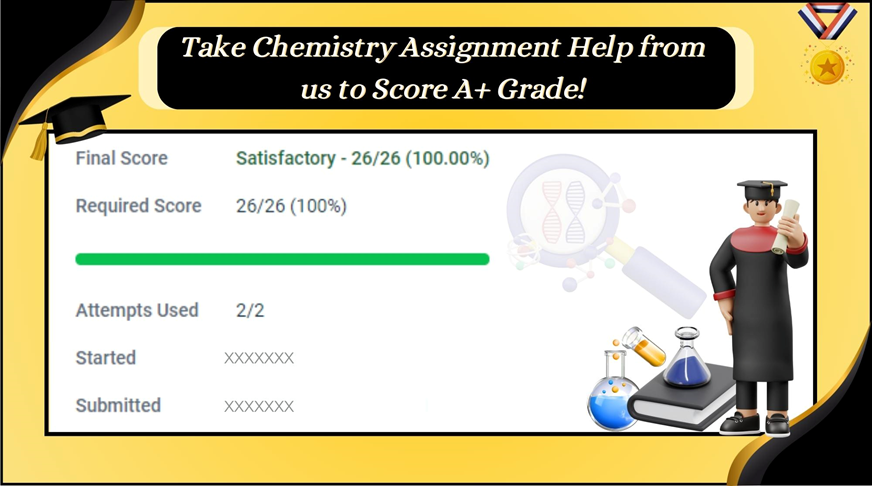 Take Chemistry Assignment Help from
us to Score A+ Grade!
Final Score Satisfactory - 26/26 (100.00%)
Required Score 26/26 (100%)
Attempts Used 2/2
Started XXXXXXX
Submitted XXXXXXX